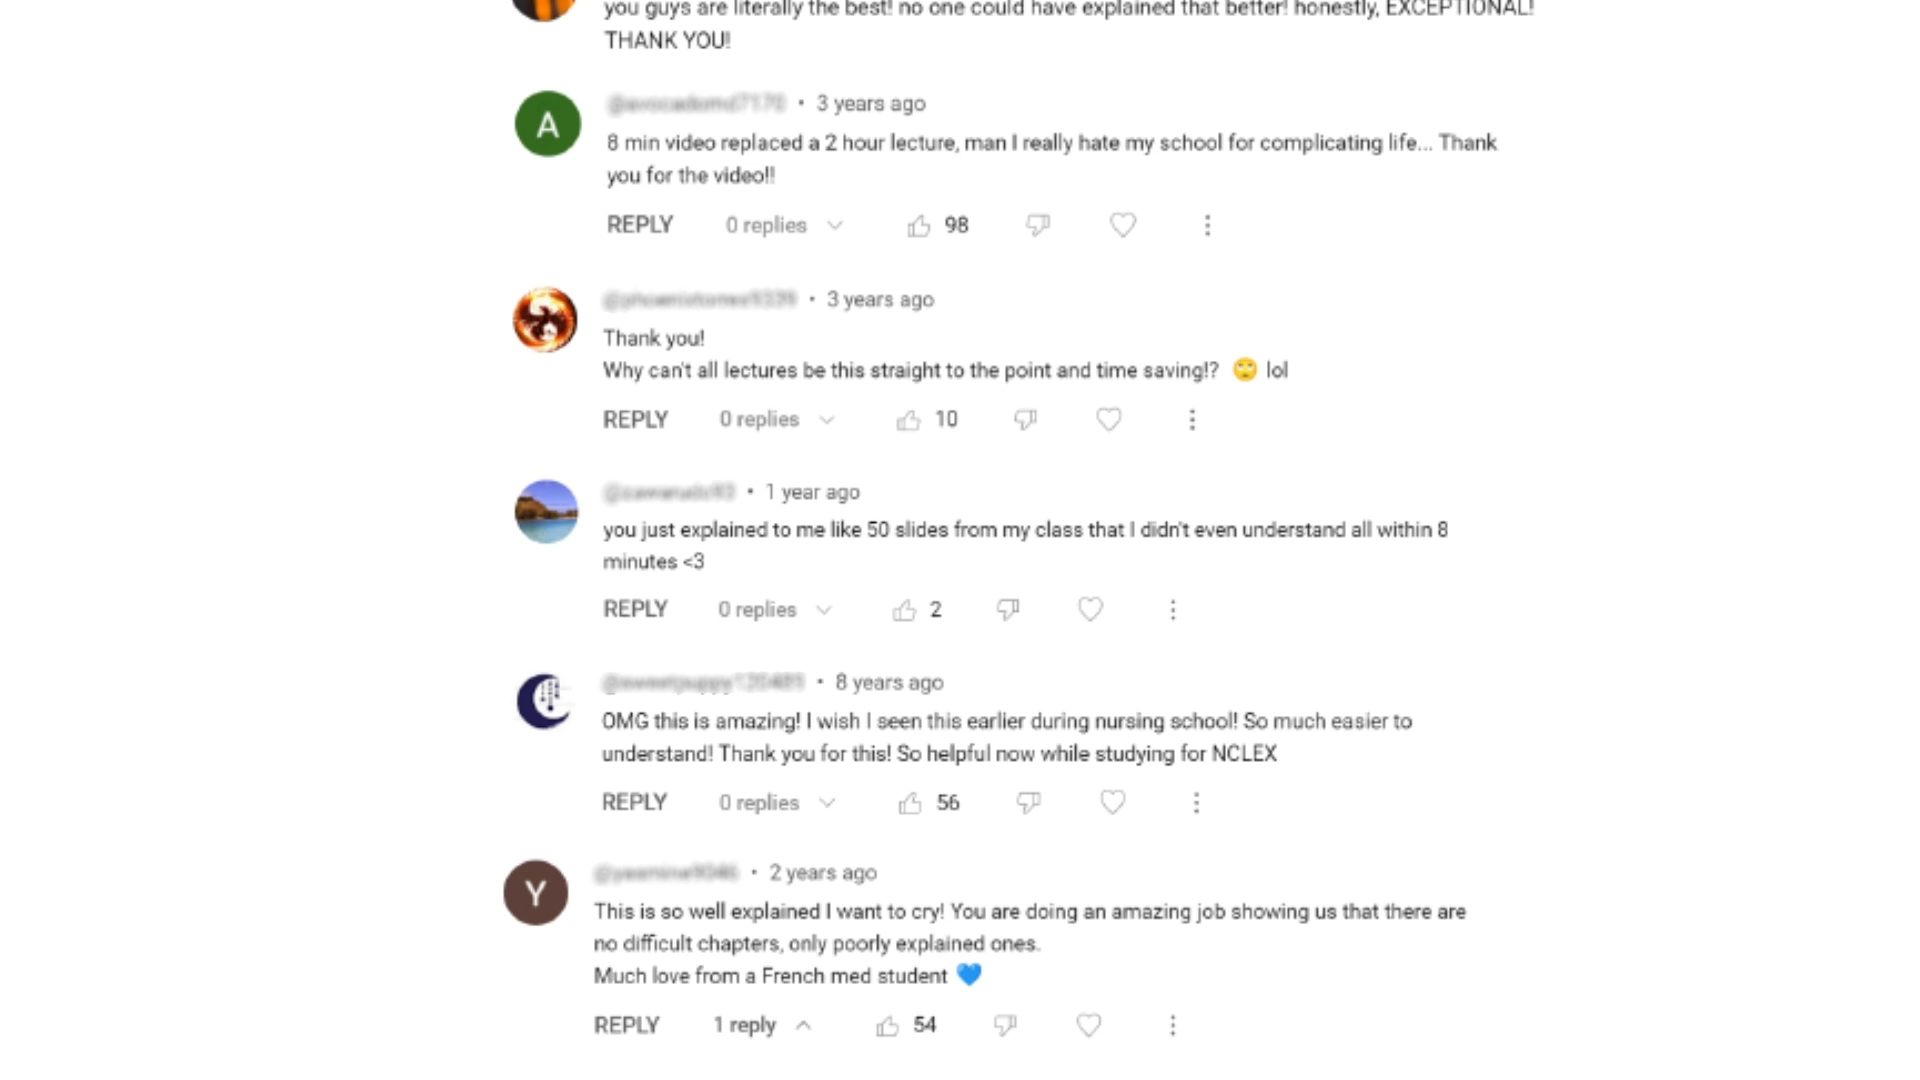 you guys are literally the best! no one could have explained that better! honestly, EXCEPTIONAL!
THANK YOU!
A
• 3 years ago
8 min video replaced a 2 hour lecture, man I really hate my school for complicating life... Thank
you for the video!!
REPLY 0 replies 98
• 3 years ago
Thank you!
Why can't all lectures be this straight to the point and time saving!? 🙄 lol
REPLY 0 replies 10
• 1 year ago
you just explained to me like 50 slides from my class that I didn't even understand all within 8
minutes <3
REPLY 0 replies 2
• 8 years ago
OMG this is amazing! I wish I seen this earlier during nursing school! So much easier to
understand! Thank you for this! So helpful now while studying for NCLEX
REPLY 0 replies 56
Y
• 2 years ago
This is so well explained I want to cry! You are doing an amazing job showing us that there are
no difficult chapters, only poorly explained ones.
Much love from a French med student 💙
REPLY 1 reply 54